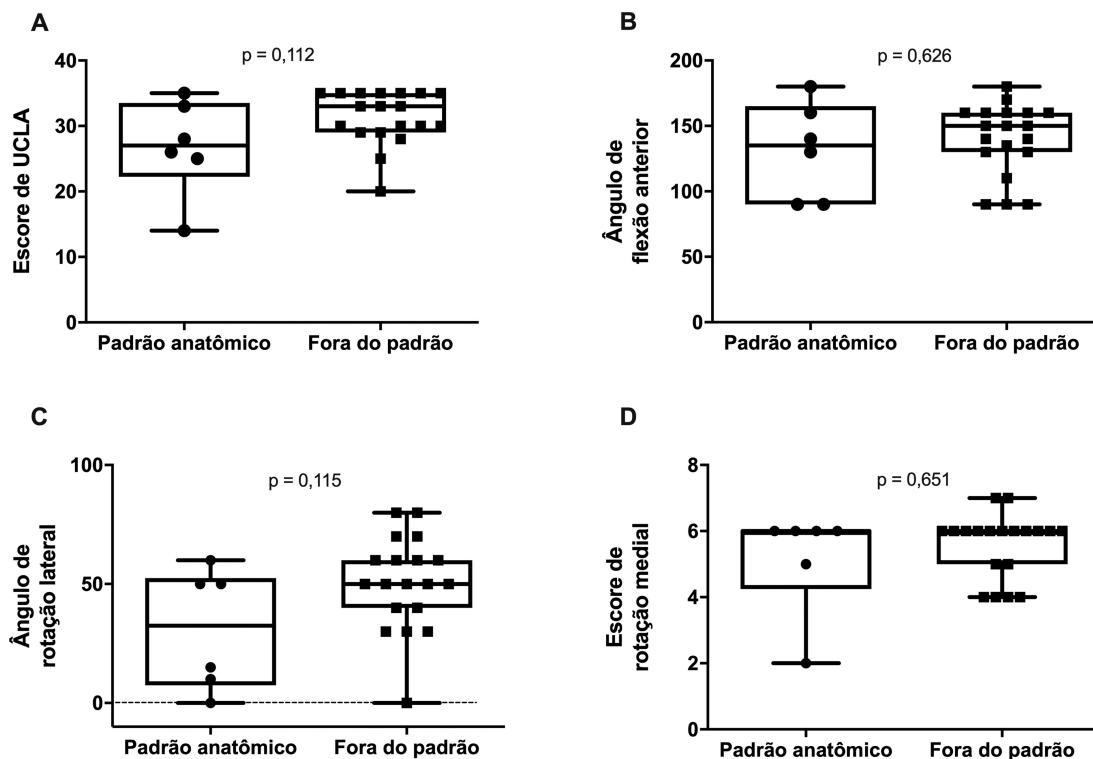 A
p = 0,112
Escore de UCLA
40
30
20
10
0
Padrão anatômico
Fora do padrão
B
p = 0,626
Ângulo de
flexão anterior
200
150
100
50
0
Padrão anatômico
Fora do padrão
C
p = 0,115
Ângulo de
rotação lateral
100
50
0
Padrão anatômico
Fora do padrão
D
p = 0,651
Escore de
rotação medial
8
6
4
2
0
Padrão anatômico
Fora do padrão